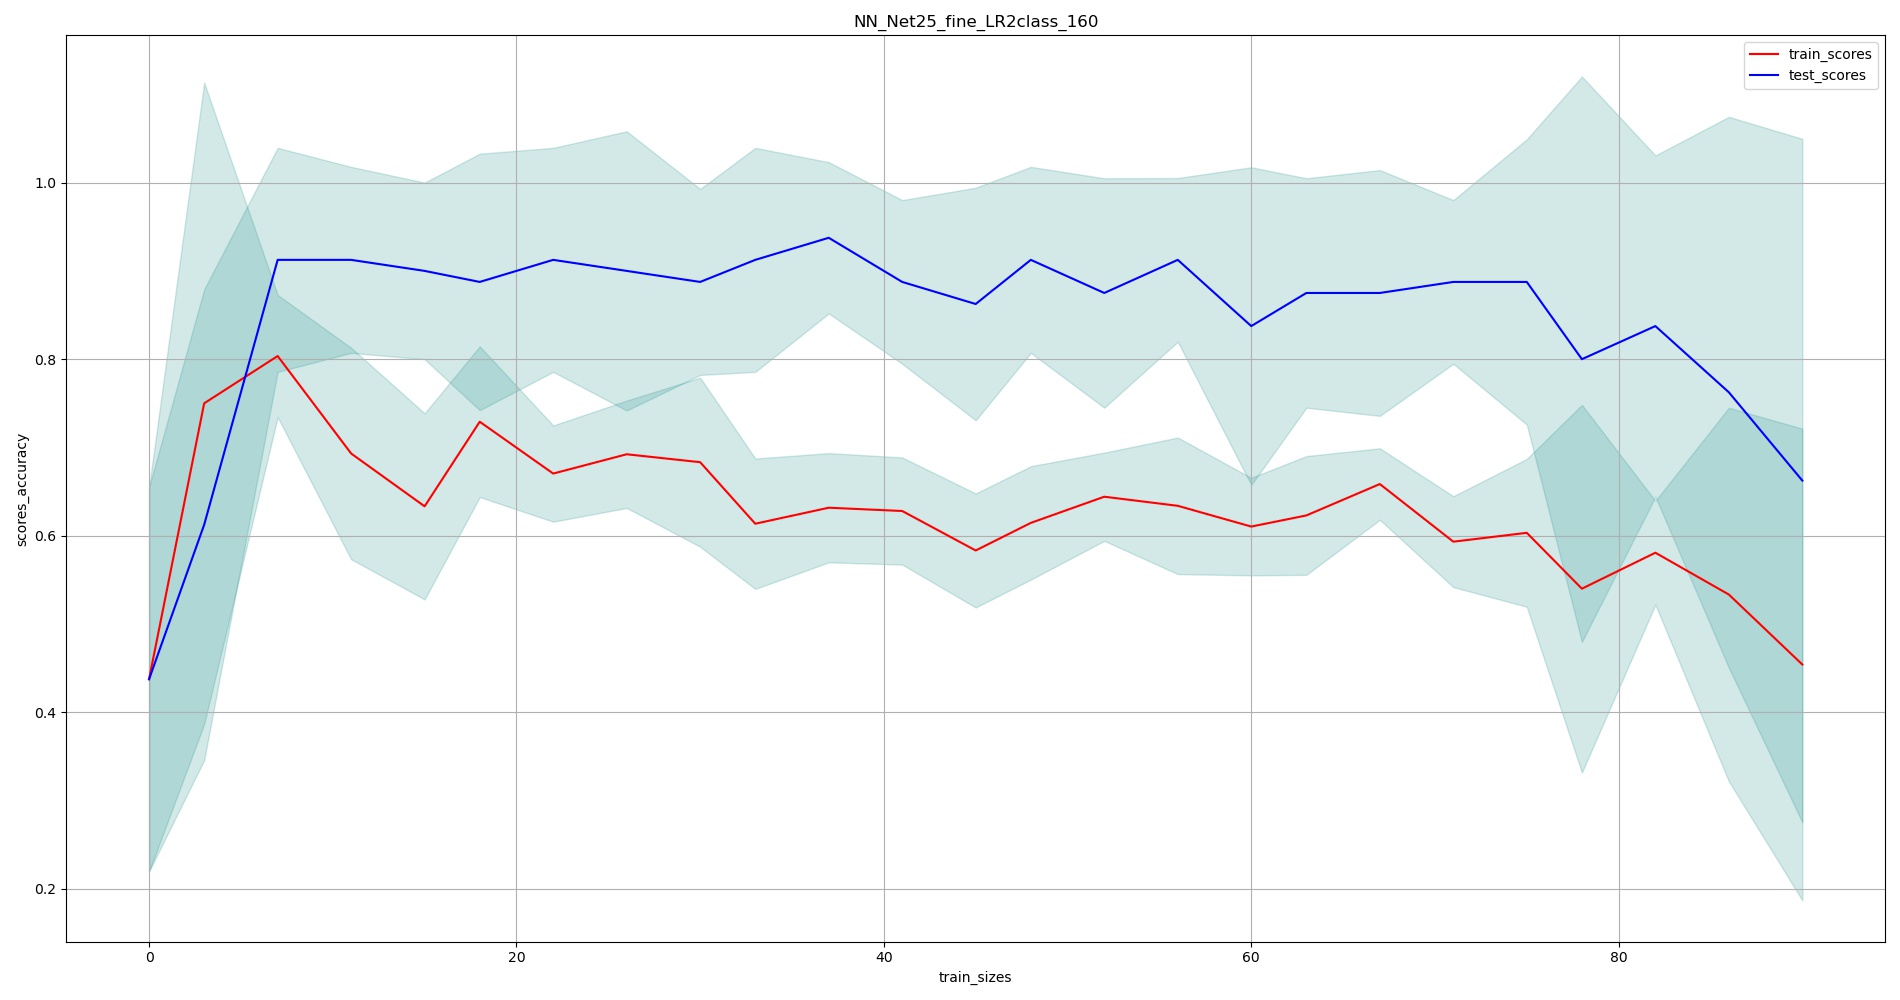 NN_Net25_fine_LR2class_160
train_scores
test_scores
1.0
0.8
0.6
0.4
0.2
scores_accuracy
0 20 40 60 80
train_sizes